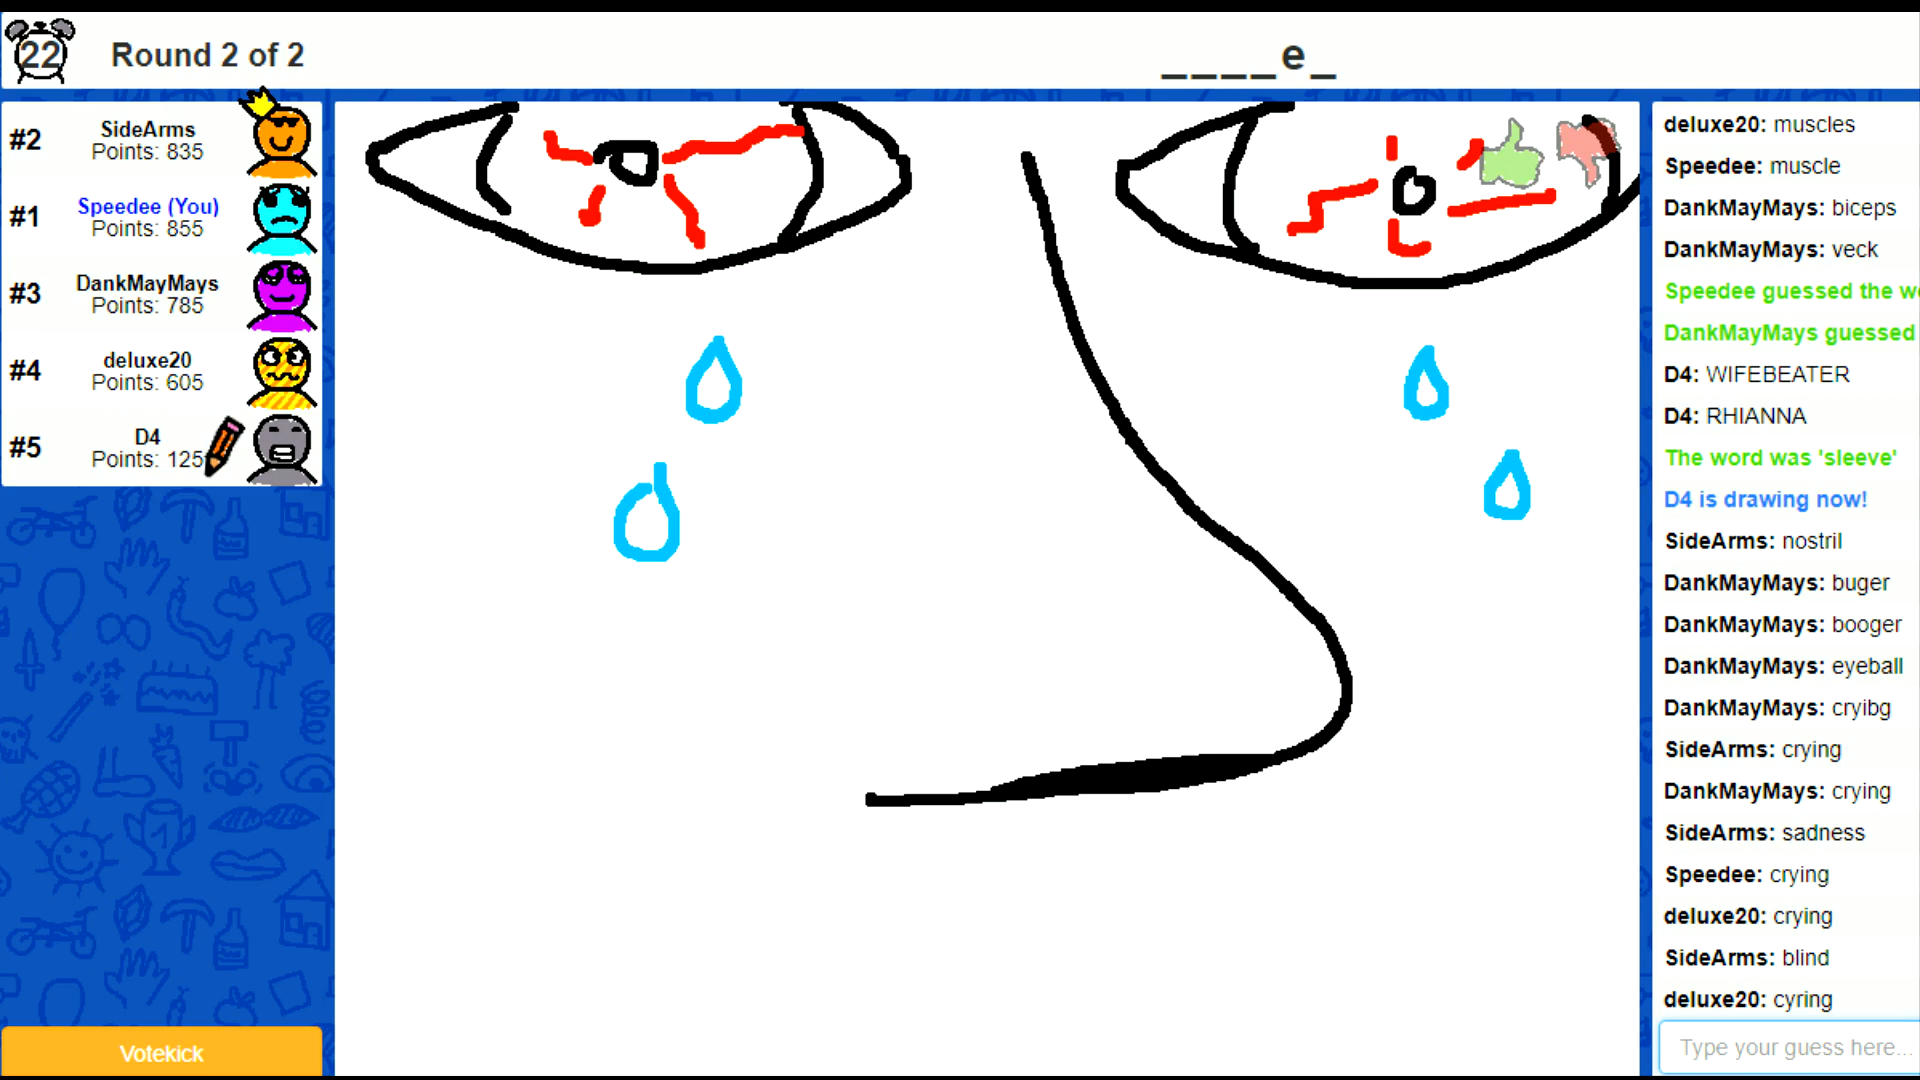 22
Round 2 of 2
____e_
#2
SideArms
Points: 835
#1
Speedee (You)
Points: 855
#3
DankMayMays
Points: 785
#4
deluxe20
Points: 605
#5
D4
Points: 125
Votekick
deluxe20: muscles
Speedee: muscle
DankMayMays: biceps
DankMayMays: veck
Speedee guessed the
DankMayMays guessed
D4: WIFEBEATER
D4: RHIANNA
The word was 'sleeve'
D4 is drawing now!
SideArms: nostril
DankMayMays: buger
DankMayMays: booger
DankMayMays: eyeball
DankMayMays: cryibg
SideArms: crying
DankMayMays: crying
SideArms: sadness
Speedee: crying
deluxe20: crying
SideArms: blind
deluxe20: cyring
Type your guess here...